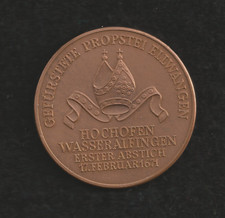 GEFÜRSTETE PROPSTEI ELLWANGEN
HOCHOFEN
WASSERALFINGEN
ERSTER ABSTICH
17.FEBRUAR 1671